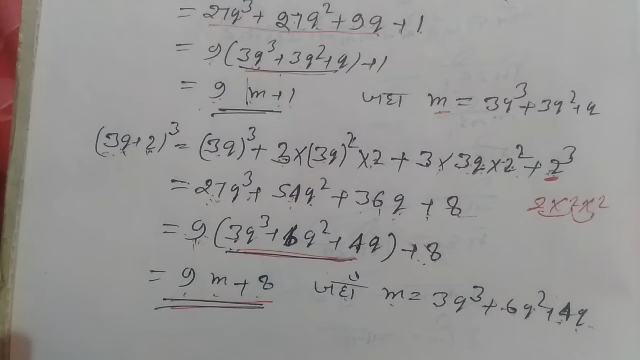 = 27q³ + 27q² + 9q + 1
= 9(3q³+3q²+q)+1
= 9 m+1 जहा m = 3q³+3q²+q
(3q+2)³ = (3q)³ + 3×(3q)²×2 + 3×3q×2² + 2³
= 27q³ + 54q² + 36q + 8
2×2×2
= 9(3q³+6q²+4q)+8
= 9 m+8 जहाँ m = 3q³+6q²+4q